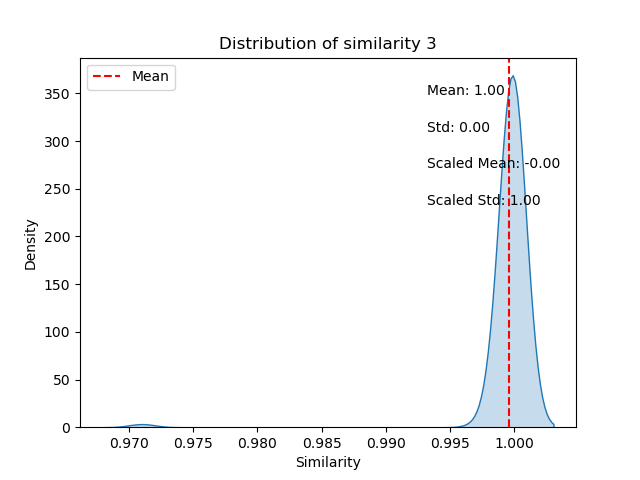 Distribution of similarity 3
Mean
Mean: 1.00
Std: 0.00
Scaled Mean: -0.00
Scaled Std: 1.00
Density
350
300
250
200
150
100
50
0
0.970 0.975 0.980 0.985 0.990 0.995 1.000
Similarity